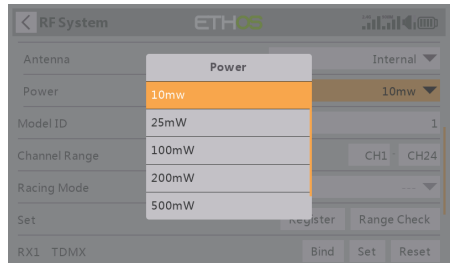 RF System
ETHOS
Antenna
Internal
Power
10mw
Model ID
1
Channel Range
CH1 - CH24
Racing Mode
---
Set
Register
Range Check
RX1 TDMX
Bind
Set
Reset
Power
10mw
25mW
100mW
200mW
500mW